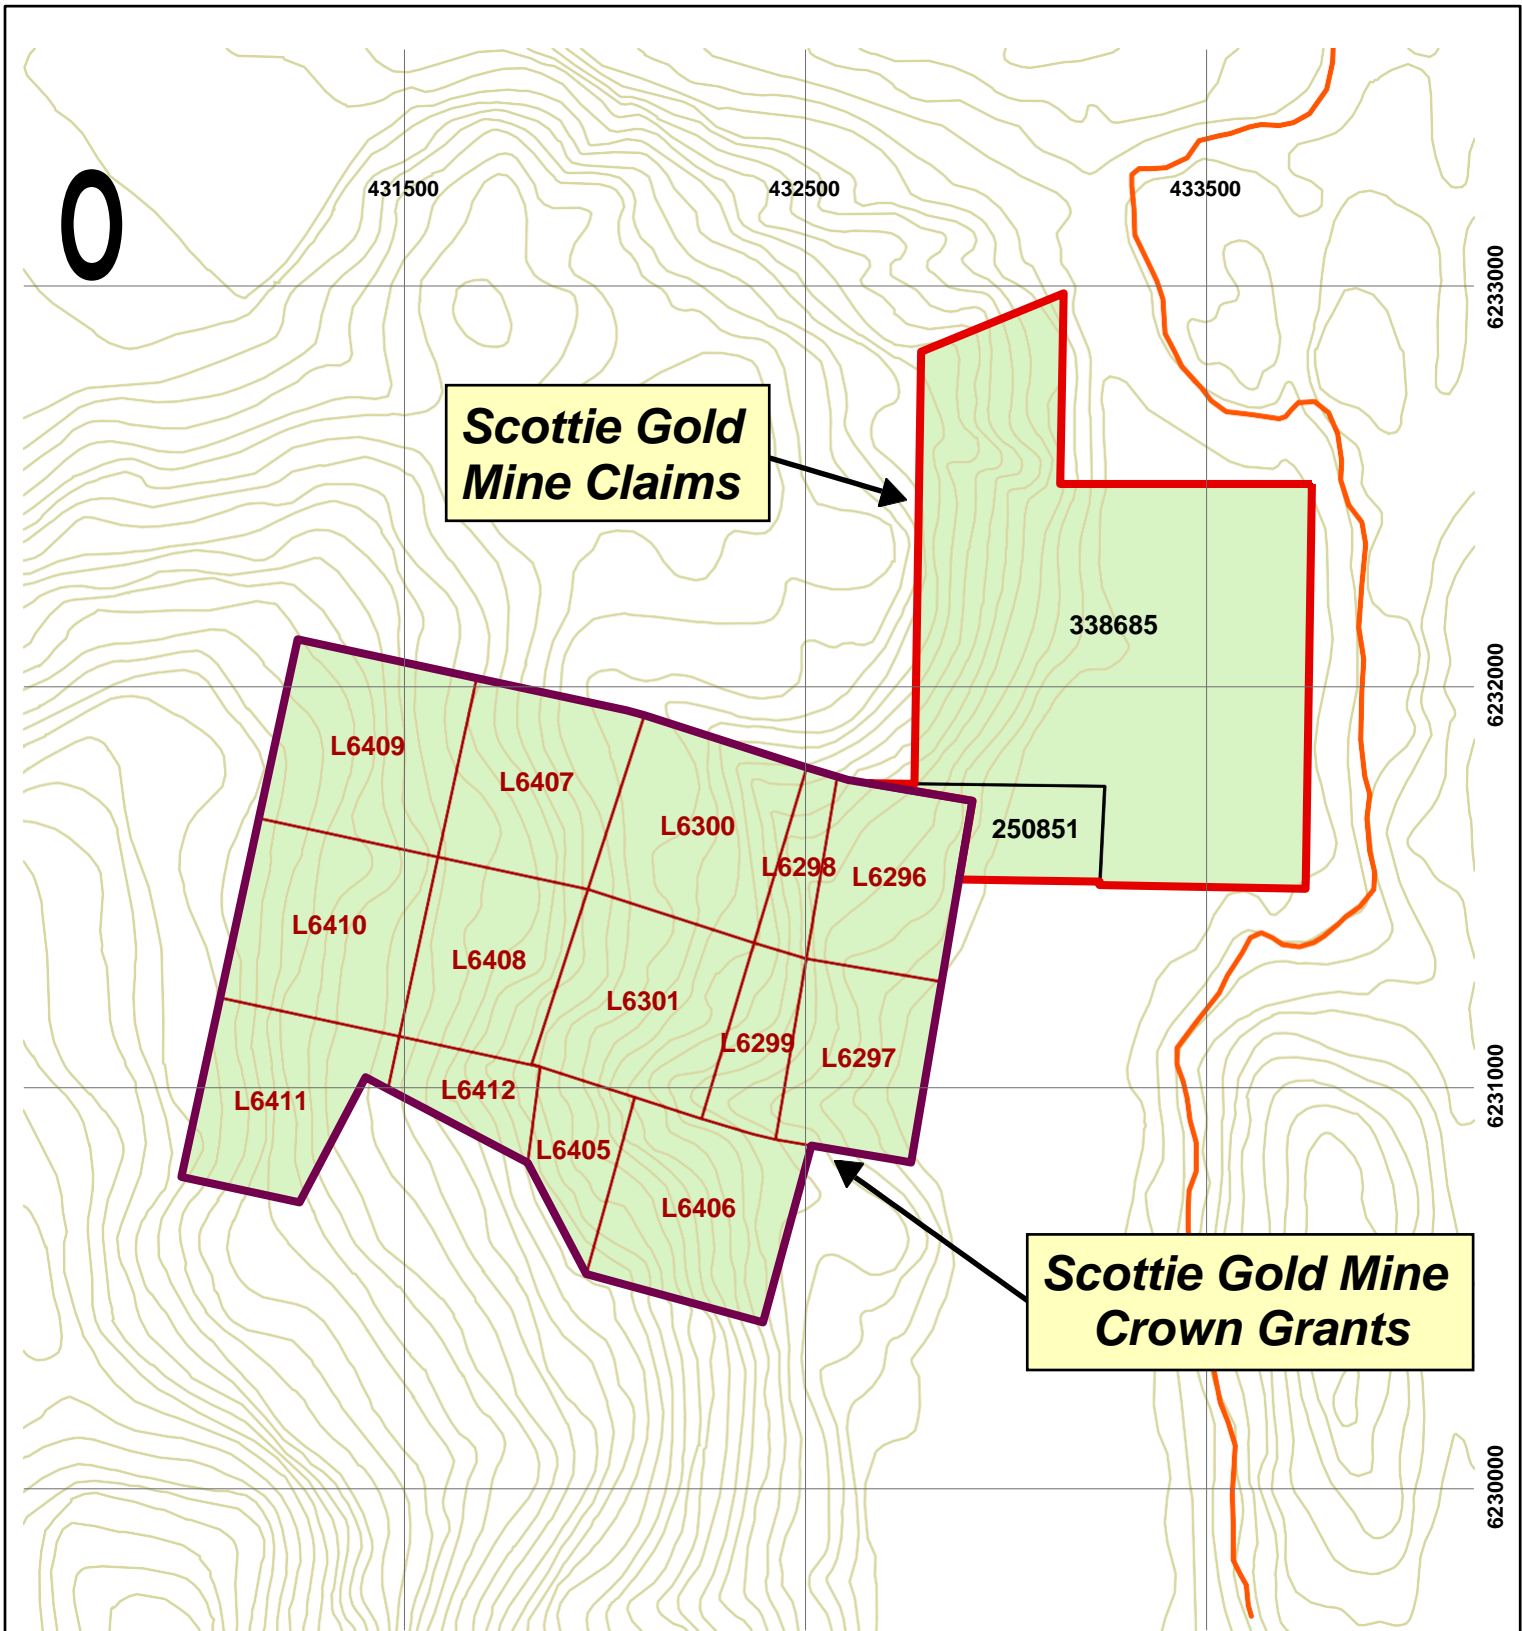 431500
432500
433500
0
6233000
Scottie Gold
Mine Claims
338685
6232000
L6409
L6407
L6300
250851
L6298
L6296
L6410
L6408
L6301
L6299
L6297
6231000
L6411
L6412
L6405
L6406
Scottie Gold Mine
Crown Grants
6230000